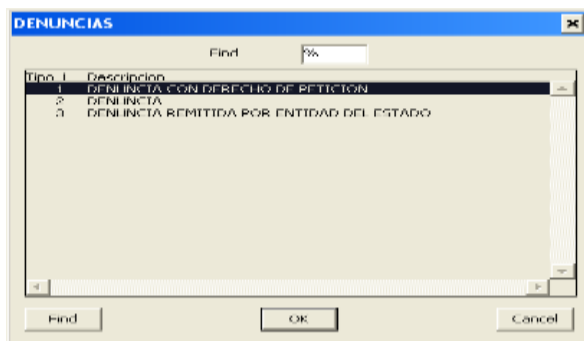 DENUNCIAS
Find %
Tipo I Descripcion
1 DENUNCIA CON DERECHO DE PETICION
2 DENUNCIA
3 DENUNCIA REMITIDA POR ENTIDAD DEL ESTADO
Find OK Cancel